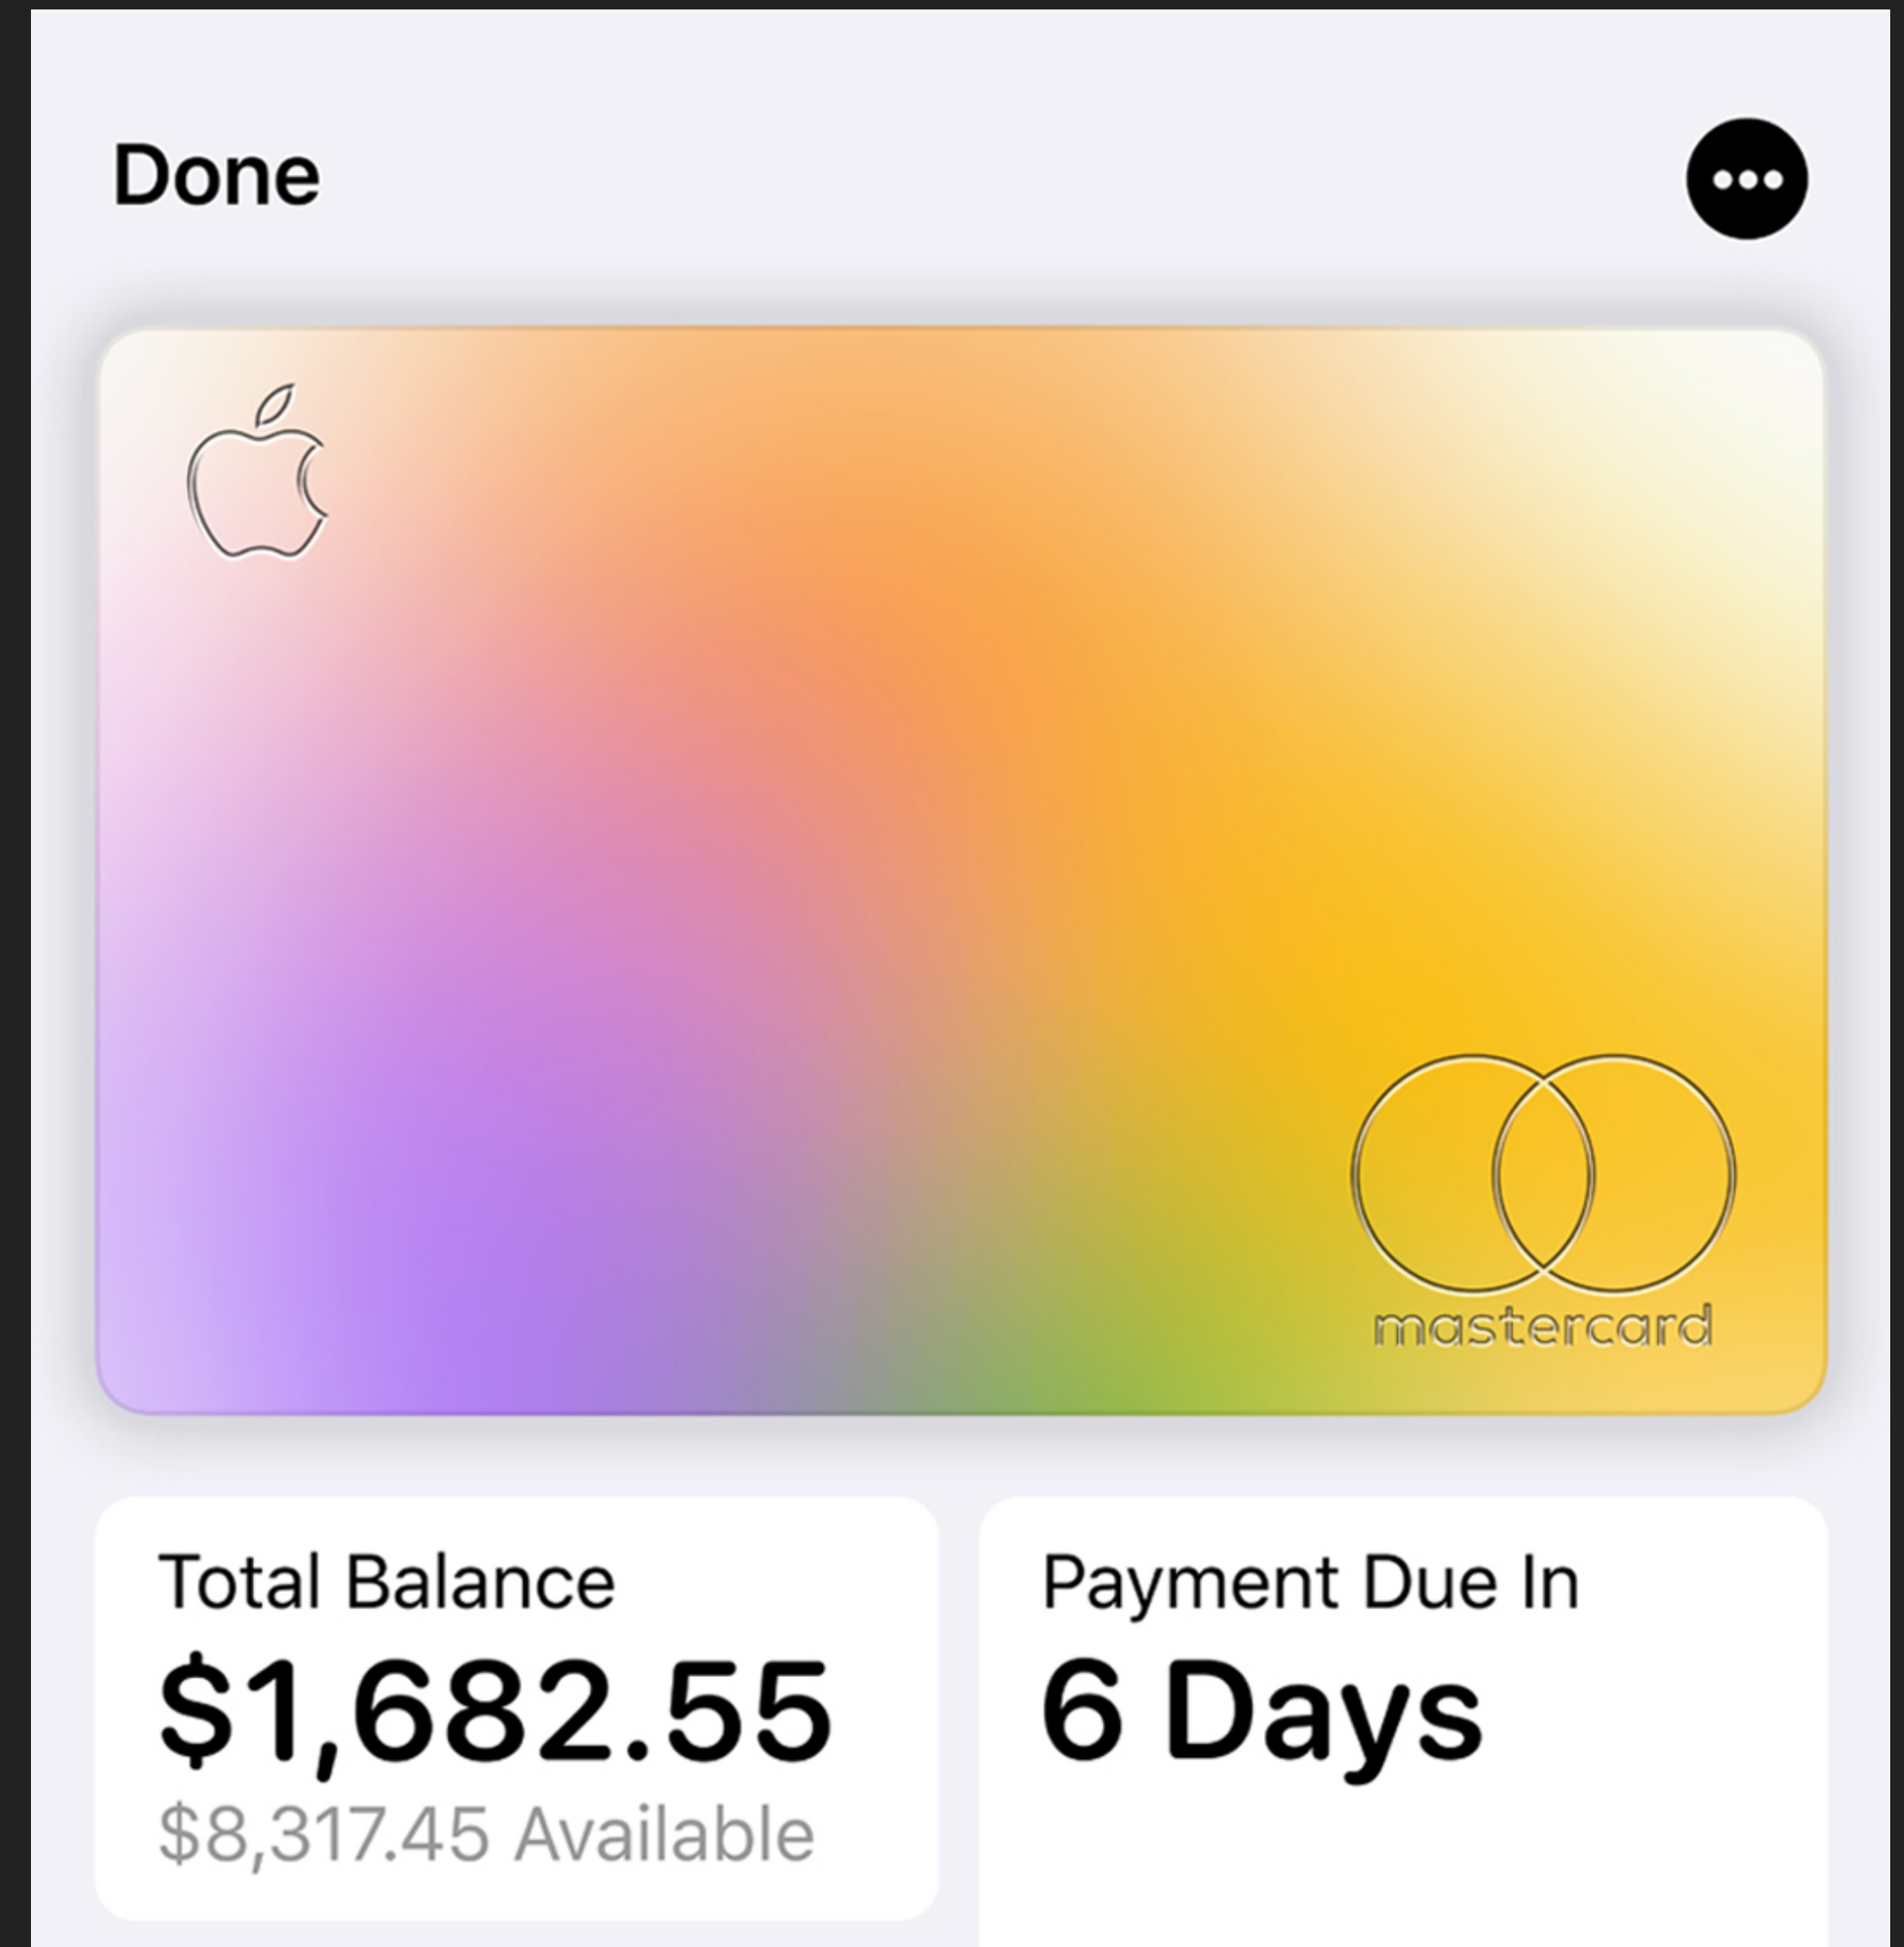 Done
mastercard
Total Balance
$1,682.55
$8,317.45 Available
Payment Due In
6 Days